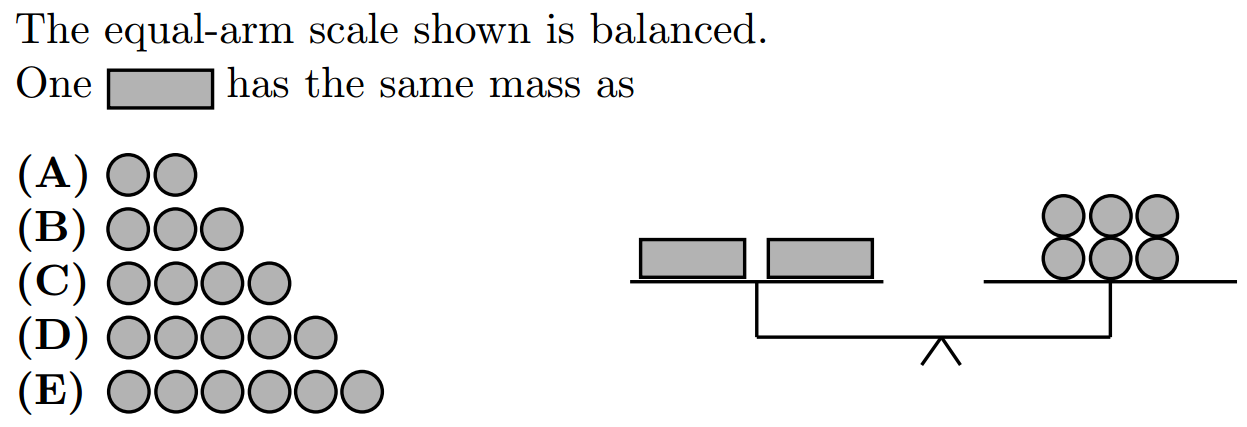 The equal-arm scale shown is balanced.
One has the same mass as
(A)
(B)
(C)
(D)
(E)